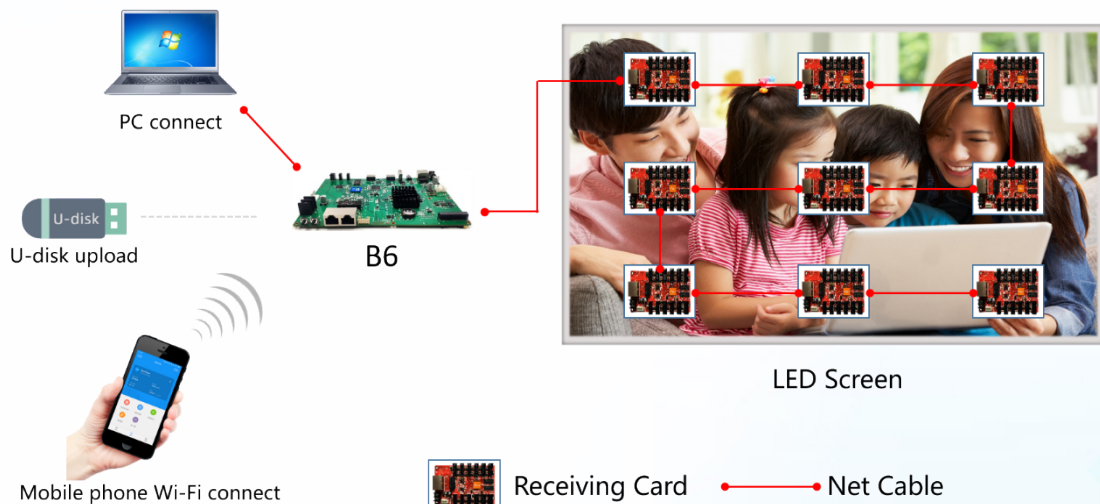 PC connect
U-disk
U-disk upload
B6
Mobile phone Wi-Fi connect
LED Screen
Receiving Card
Net Cable